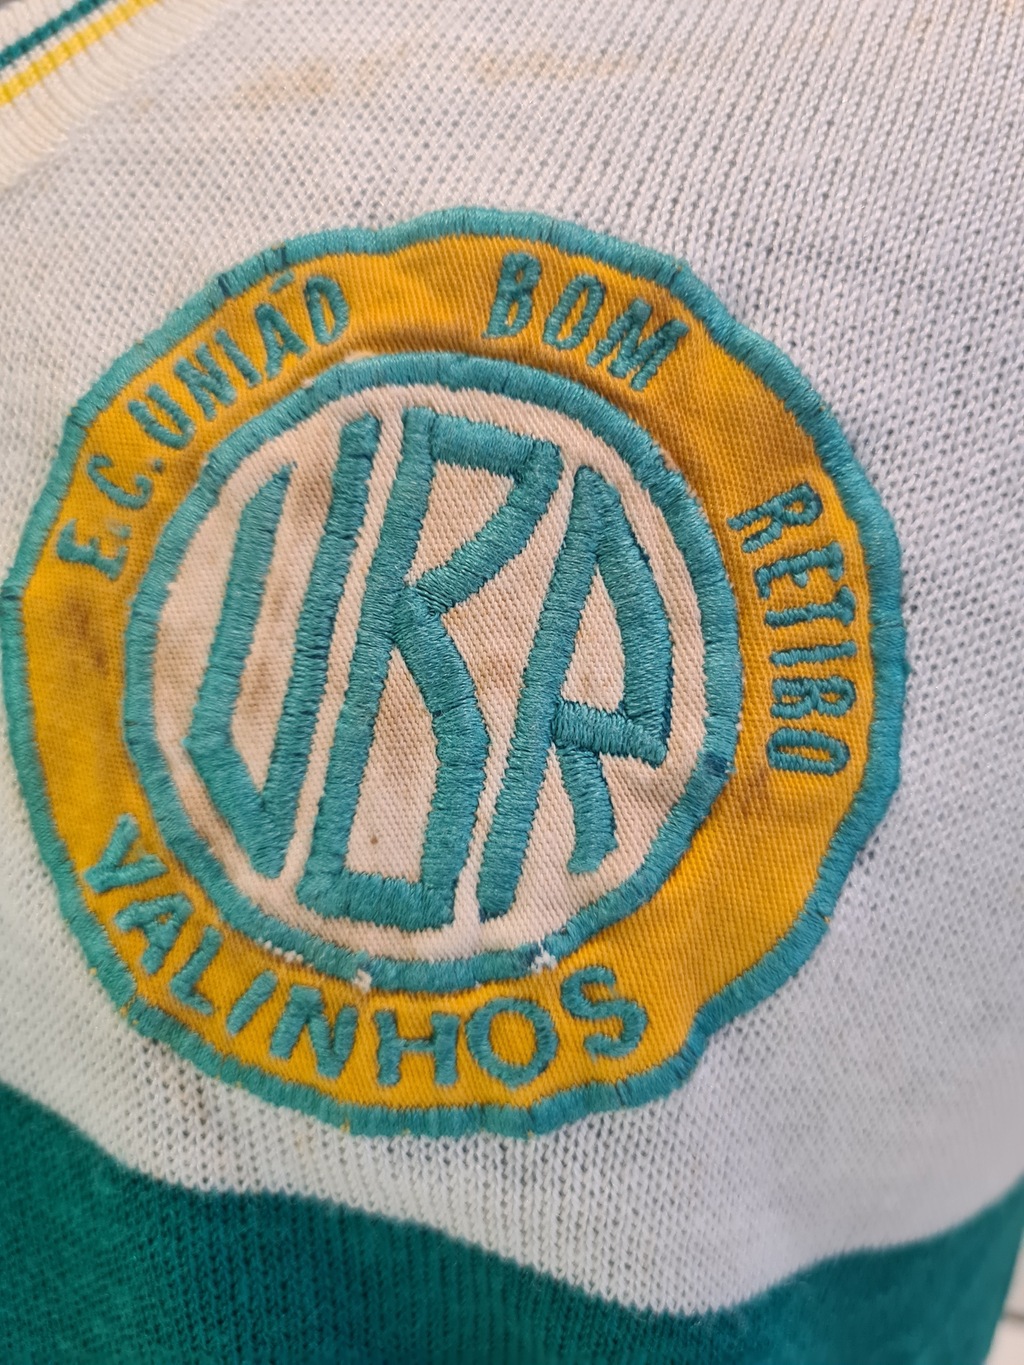 E.C. UNIÃO BOM RETIRO
UBR
VALINHOS